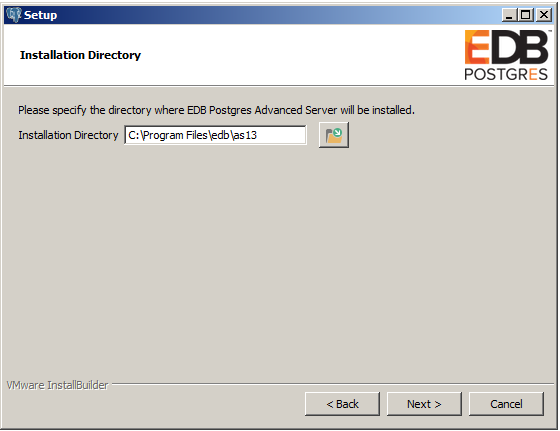 Setup
Installation Directory
EDB
POSTGRES
Please specify the directory where EDB Postgres Advanced Server will be installed.
Installation Directory C:\Program Files\edb\as13
VMware InstallBuilder
< Back Next > Cancel